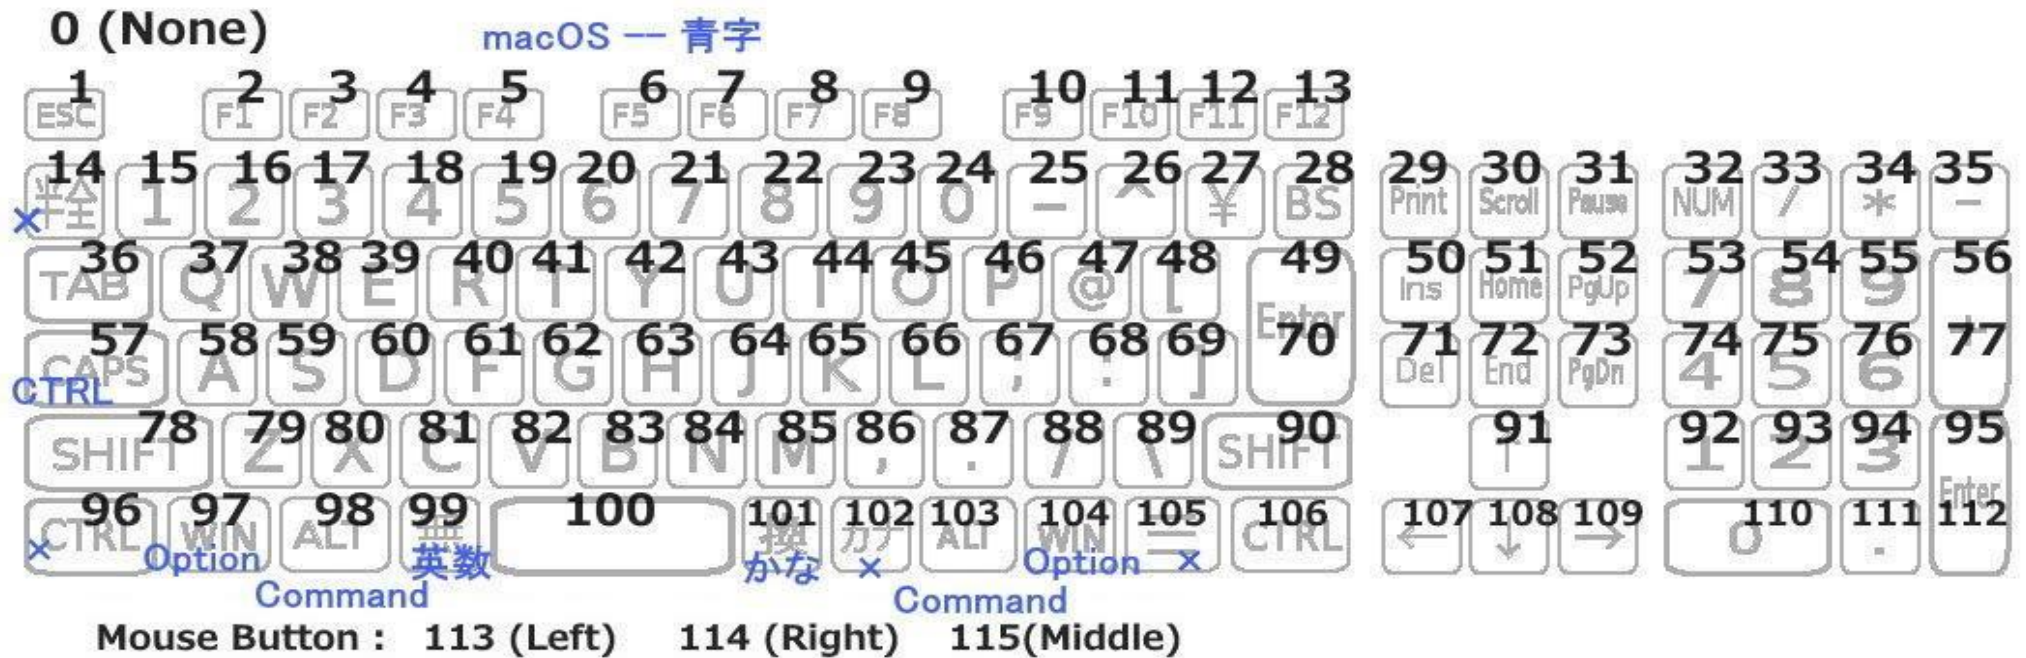 0 (None) macOS ― 青字
1 2 3 4 5 6 7 8 9 10 11 12 13
ESC F1 F2 F3 F4 F5 F6 F7 F8 F9 F10 F11 F12
14 15 16 17 18 19 20 21 22 23 24 25 26 27 28 29 30 31 32 33 34 35
半/全 1 2 3 4 5 6 7 8 9 0 - ^ ¥ BS Print Scroll Pause NUM / * -
×
36 37 38 39 40 41 42 43 44 45 46 47 48 49 50 51 52 53 54 55 56
TAB Q W E R T Y U I O P @ [ Enter Ins Home PgUp 7 8 9 +
57 58 59 60 61 62 63 64 65 66 67 68 69 70 71 72 73 74 75 76 77
CAPS A S D F G H J K L ; : ] Del End PgDn 4 5 6
CTRL
78 79 80 81 82 83 84 85 86 87 88 89 90 91 92 93 94 95
SHIFT Z X C V B N M , . / \ SHIFT ↑ 1 2 3 Enter
96 97 98 99 100 101 102 103 104 105 106 107 108 109 110 111 112
CTRL WIN ALT 無 換 カナ ALT WIN CTRL ← ↓ → 0 .
× Option 英数 かな × Option ×
Command Command
Mouse Button : 113 (Left) 114 (Right) 115(Middle)